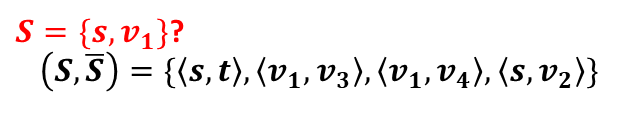 S = {s, v₁}?
(S, S̅) = {⟨s, t⟩, ⟨v₁, v₃⟩, ⟨v₁, v₄⟩, ⟨s, v₂⟩}